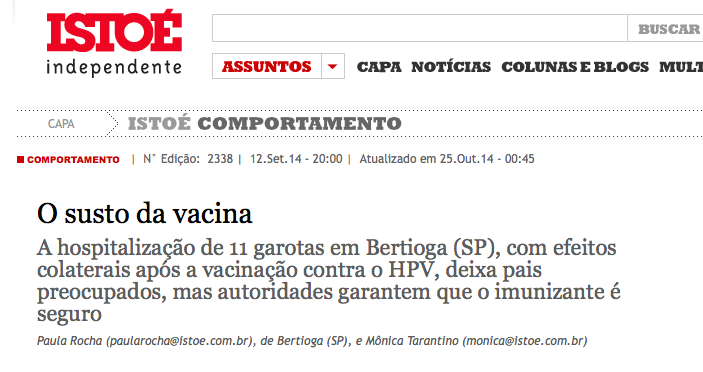 ISTOÉ
independente
BUSCAR
ASSUNTOS CAPA NOTÍCIAS COLUNAS E BLOGS MULT
CAPA ISTOÉ COMPORTAMENTO
COMPORTAMENTO | N° Edição: 2338 | 12.Set.14 - 20:00 | Atualizado em 25.Out.14 - 00:45
O susto da vacina
A hospitalização de 11 garotas em Bertioga (SP), com efeitos
colaterais após a vacinação contra o HPV, deixa pais
preocupados, mas autoridades garantem que o imunizante é
seguro
Paula Rocha (paularocha@istoe.com.br), de Bertioga (SP), e Mônica Tarantino (monica@istoe.com.br)